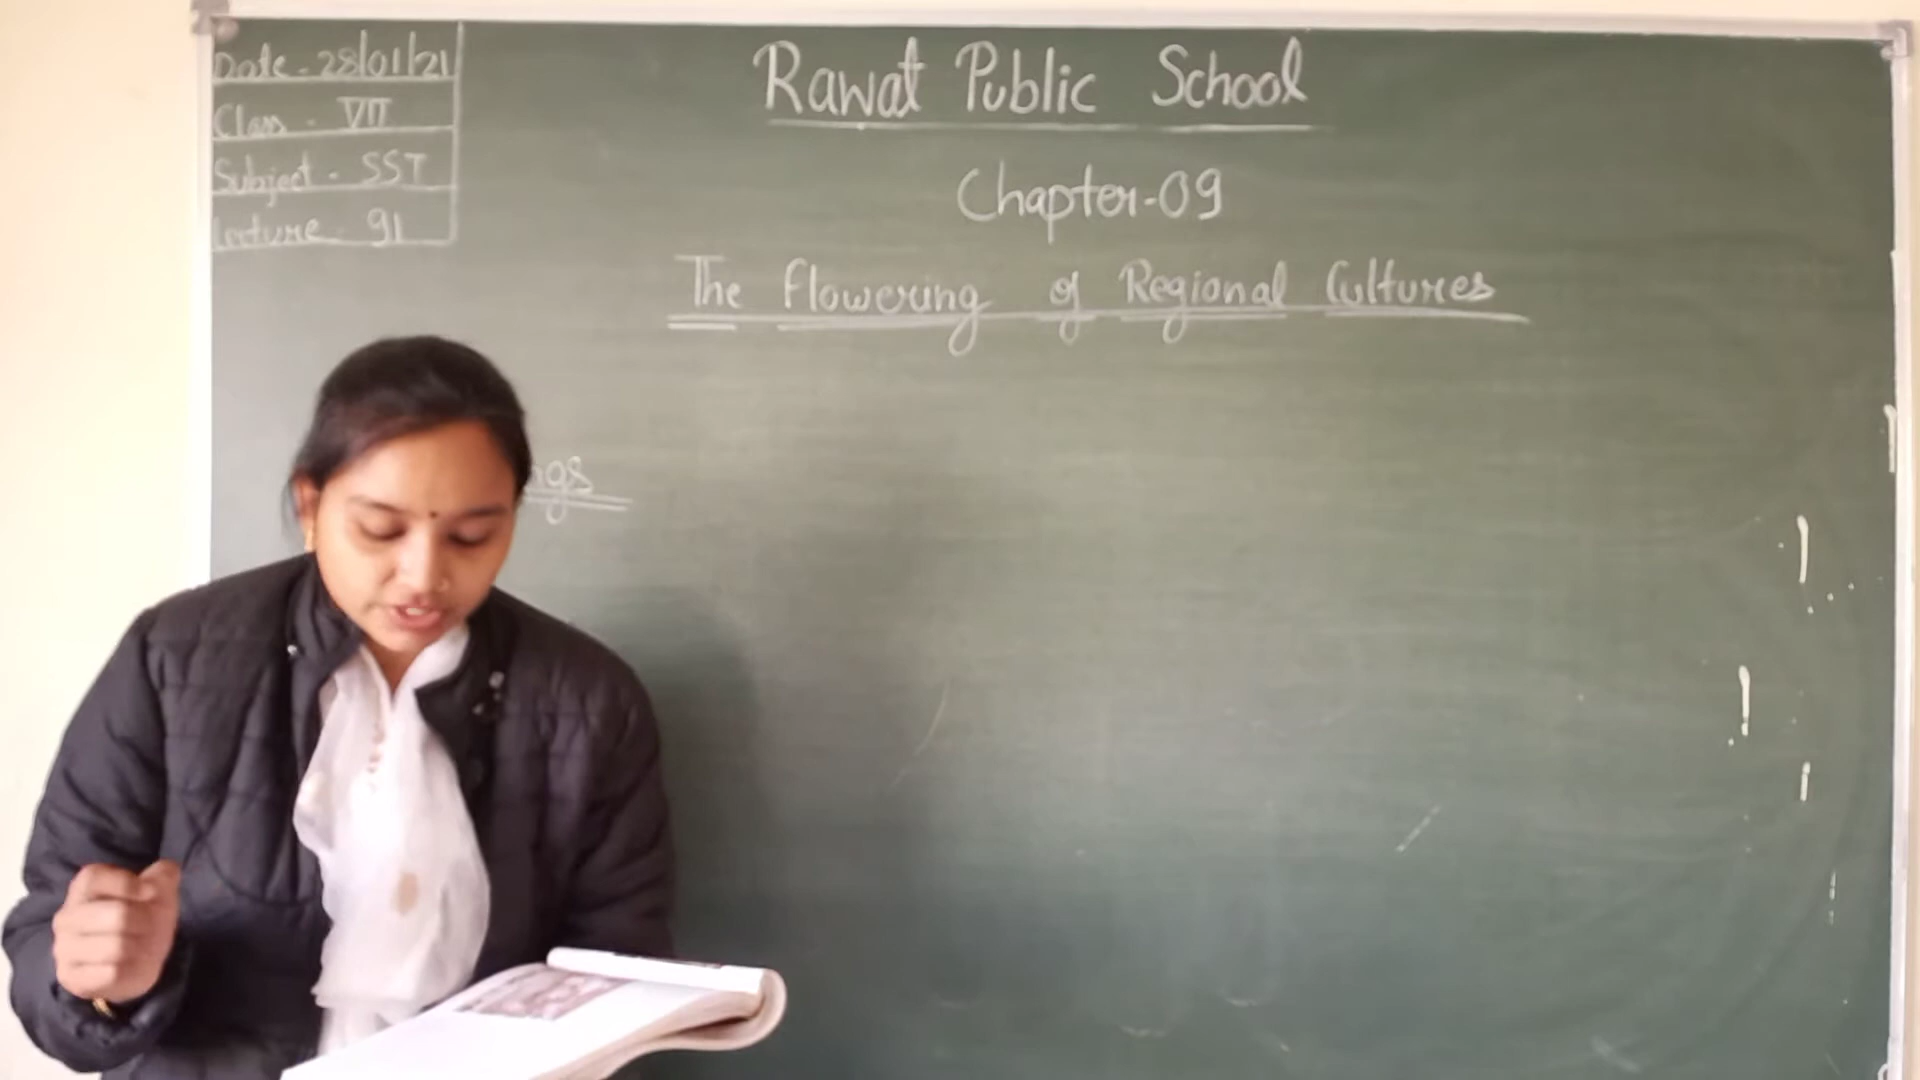 Date - 28/01/21
Class - VII
Subject - SST
Lecture - 91
Rawat Public School
Chapter-09
The Flowering of Regional Cultures